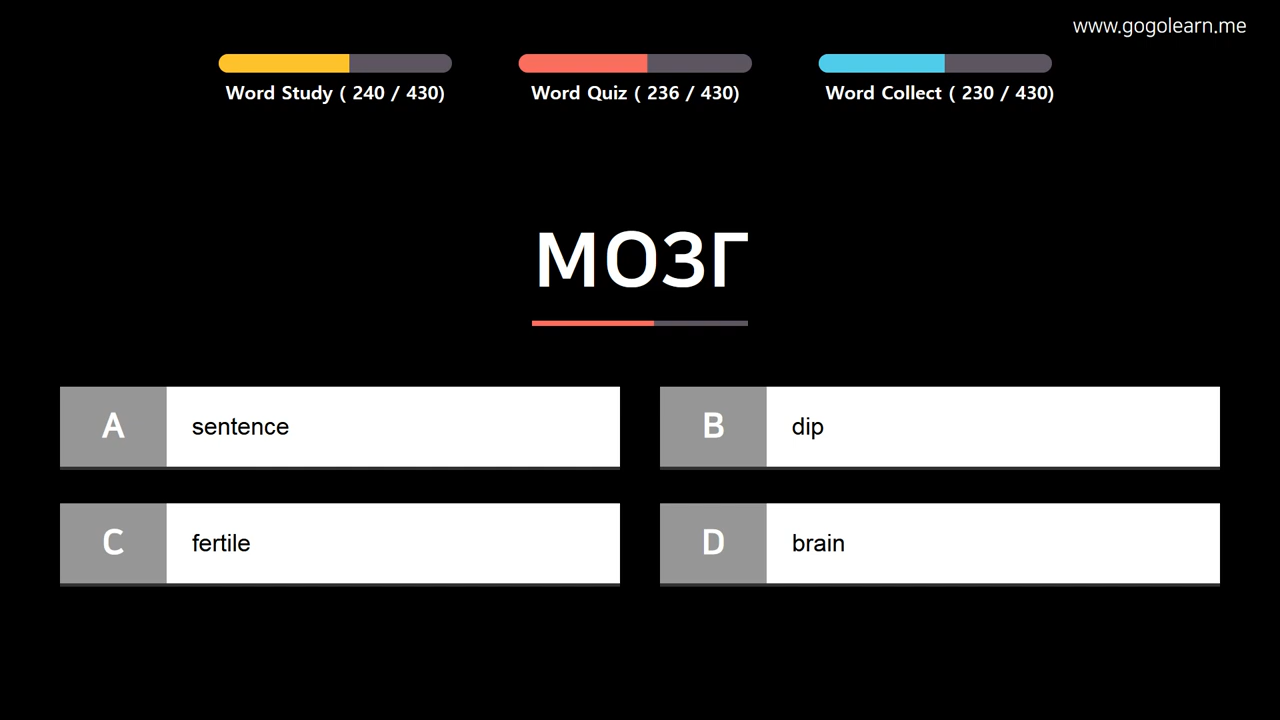 www.gogolearn.me
Word Study ( 240 / 430)
Word Quiz ( 236 / 430)
Word Collect ( 230 / 430)
МОЗГ
A sentence
B dip
C fertile
D brain